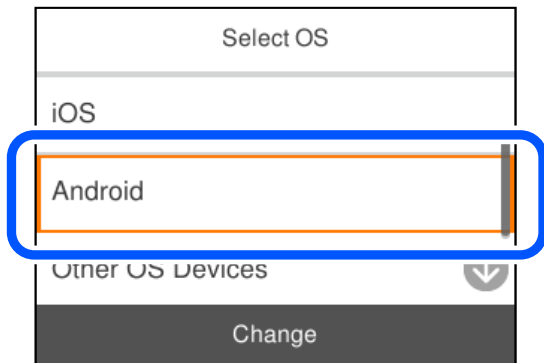 Select OS
iOS
Android
Other OS Devices
Change